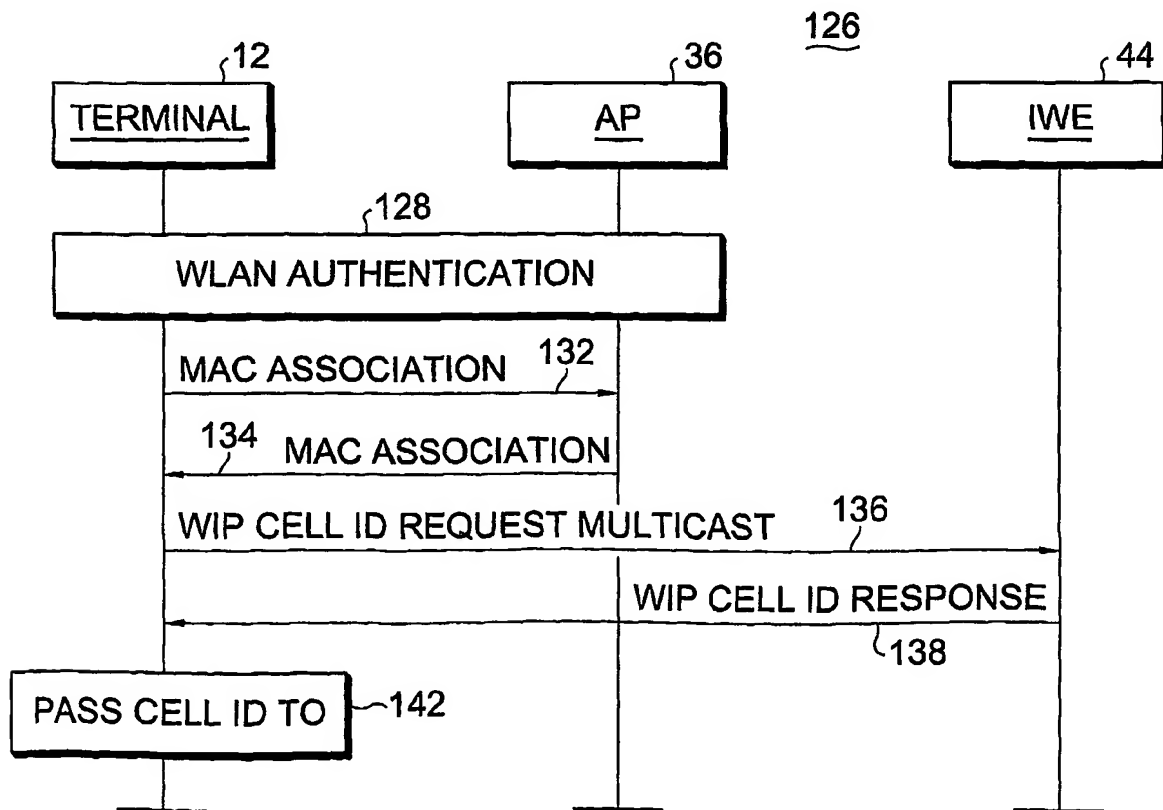 126
12
36
44
TERMINAL
AP
IWE
128
WLAN AUTHENTICATION
MAC ASSOCIATION
132
134
MAC ASSOCIATION
WIP CELL ID REQUEST MULTICAST
136
WIP CELL ID RESPONSE
138
PASS CELL ID TO
142